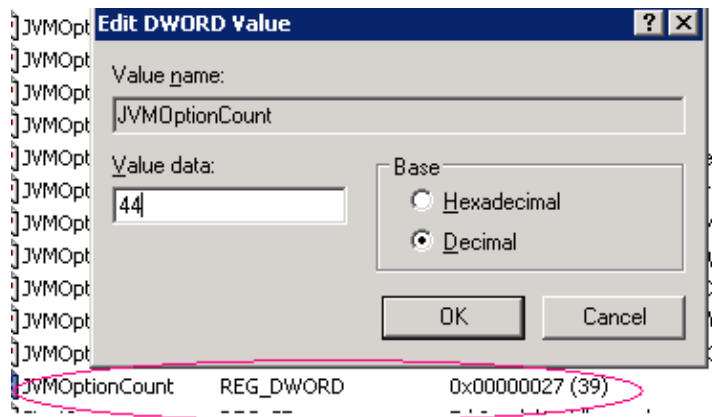 JVMOpt
Edit DWORD Value
JVMOpt
Value name:
JVMOpt
JVMOptionCount
JVMOpt
JVMOpt
Value data:
Base
JVMOpt
44
Hexadecimal
JVMOpt
Decimal
JVMOpt
JVMOpt
JVMOpt
OK
Cancel
JVMOpt
JVMOptionCount REG_DWORD 0x00000027 (39)